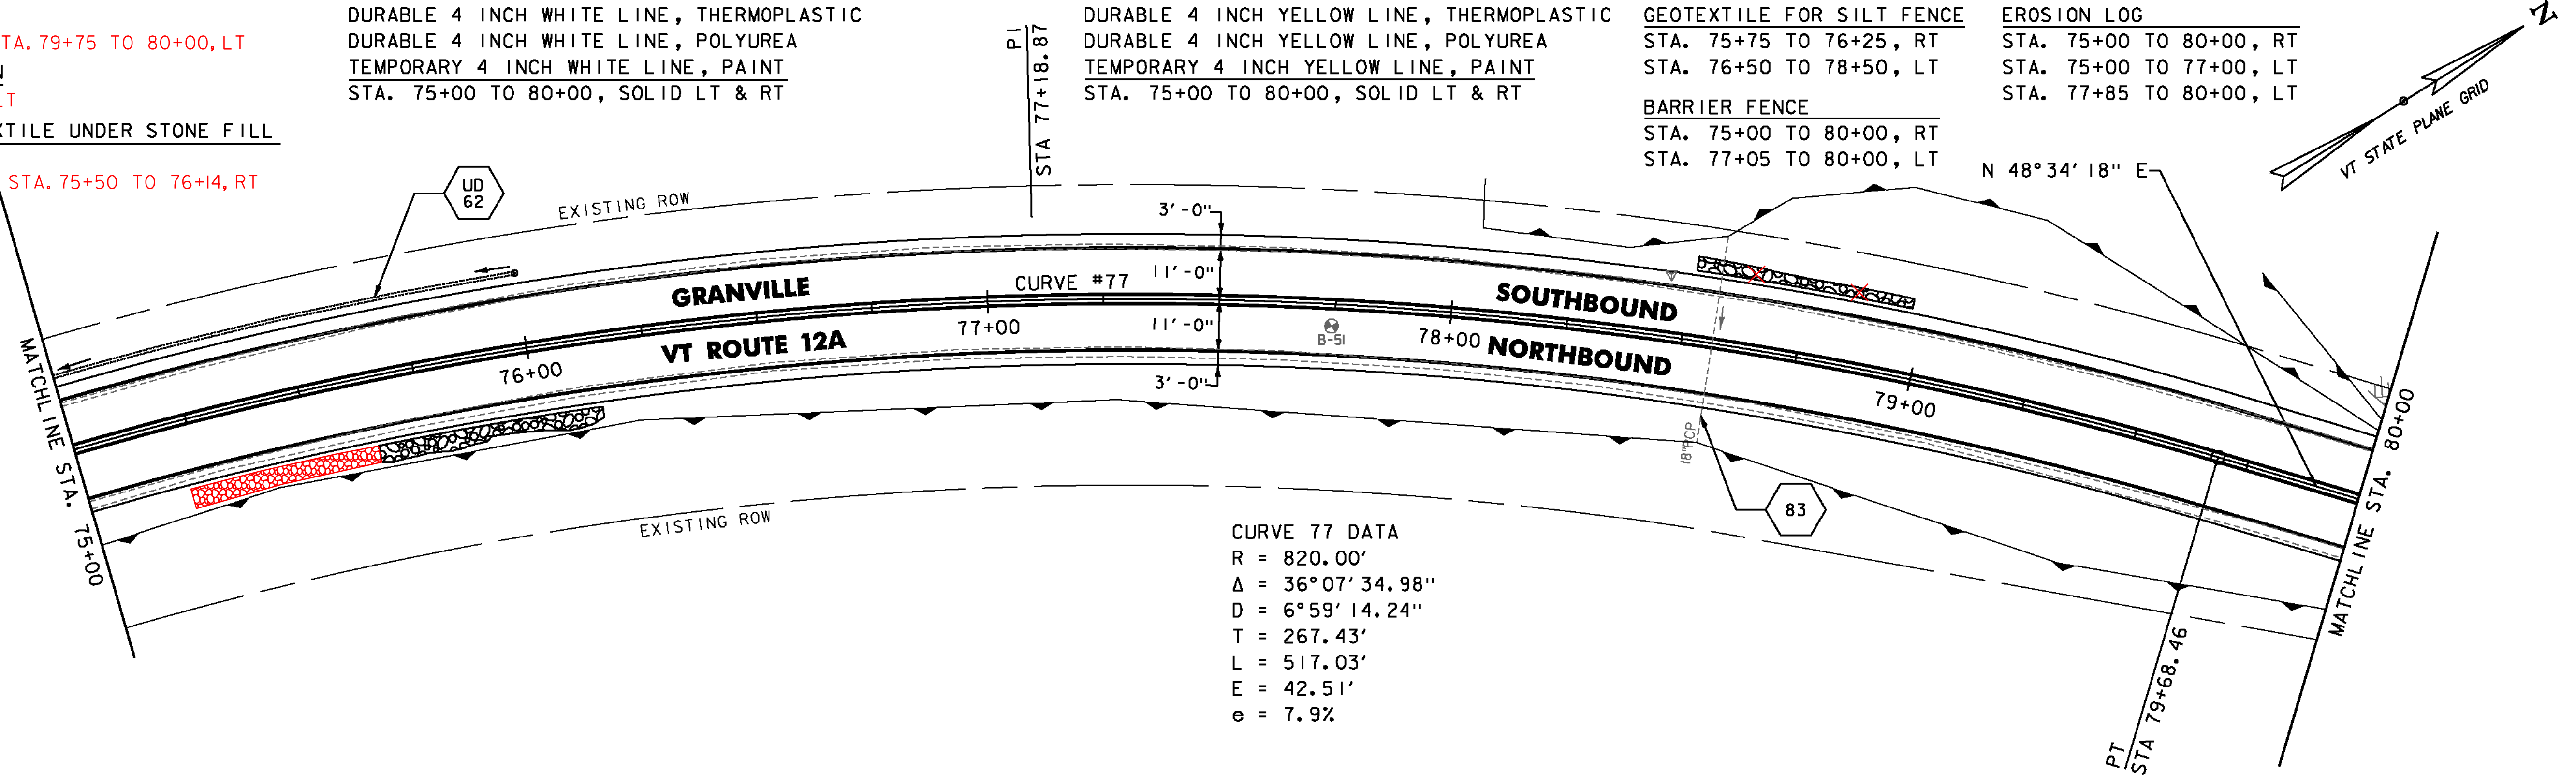 TA. 79+75 TO 80+00, LT
N
LT
XTILE UNDER STONE FILL
STA. 75+50 TO 76+14, RT
DURABLE 4 INCH WHITE LINE, THERMOPLASTIC
DURABLE 4 INCH WHITE LINE, POLYUREA
TEMPORARY 4 INCH WHITE LINE, PAINT
STA. 75+00 TO 80+00, SOLID LT & RT
PI
STA 77+18.87
DURABLE 4 INCH YELLOW LINE, THERMOPLASTIC
DURABLE 4 INCH YELLOW LINE, POLYUREA
TEMPORARY 4 INCH YELLOW LINE, PAINT
STA. 75+00 TO 80+00, SOLID LT & RT
GEOTEXTILE FOR SILT FENCE
STA. 75+75 TO 76+25, RT
STA. 76+50 TO 78+50, LT
BARRIER FENCE
STA. 75+00 TO 80+00, RT
STA. 77+05 TO 80+00, LT
EROSION LOG
STA. 75+00 TO 80+00, RT
STA. 75+00 TO 77+00, LT
STA. 77+85 TO 80+00, LT
N
VT STATE PLANE GRID
N 48°34'18" E
UD
62
EXISTING ROW
3'-0"
11'-0"
11'-0"
3'-0"
GRANVILLE
CURVE #77
SOUTHBOUND
VT ROUTE 12A
NORTHBOUND
76+00
77+00
78+00
79+00
B-51
18"RCP
83
MATCHLINE STA. 75+00
MATCHLINE STA. 80+00
EXISTING ROW
CURVE 77 DATA
R = 820.00'
Δ = 36°07'34.98"
D = 6°59'14.24"
T = 267.43'
L = 517.03'
E = 42.51'
e = 7.9%
PT
STA 79+68.46